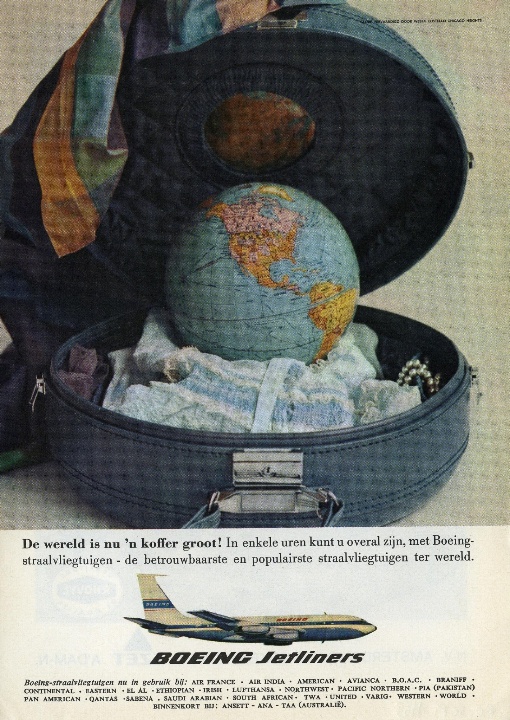 De wereld is nu 'n koffer groot! In enkele uren kunt u overal zijn, met Boeing-
straalvliegtuigen - de betrouwbaarste en populairste straalvliegtuigen ter wereld.
BOEING
BOEING
BOEING Jetliners
Boeing-straalvliegtuigen nu in gebruik bij: AIR FRANCE · AIR INDIA · AMERICAN · AVIANCA · B.O.A.C. · BRANIFF ·
CONTINENTAL · EASTERN · EL AL · ETHIOPIAN · IRISH · LUFTHANSA · NORTHWEST · PACIFIC NORTHERN · PIA (PAKISTAN)
PAN AMERICAN · QANTAS · SABENA · SAUDI ARABIAN · SOUTH AFRICAN · TWA · UNITED · VARIG · WESTERN · WORLD ·
BINNENKORT BIJ: ANSETT - ANA · TAA (AUSTRALIË).